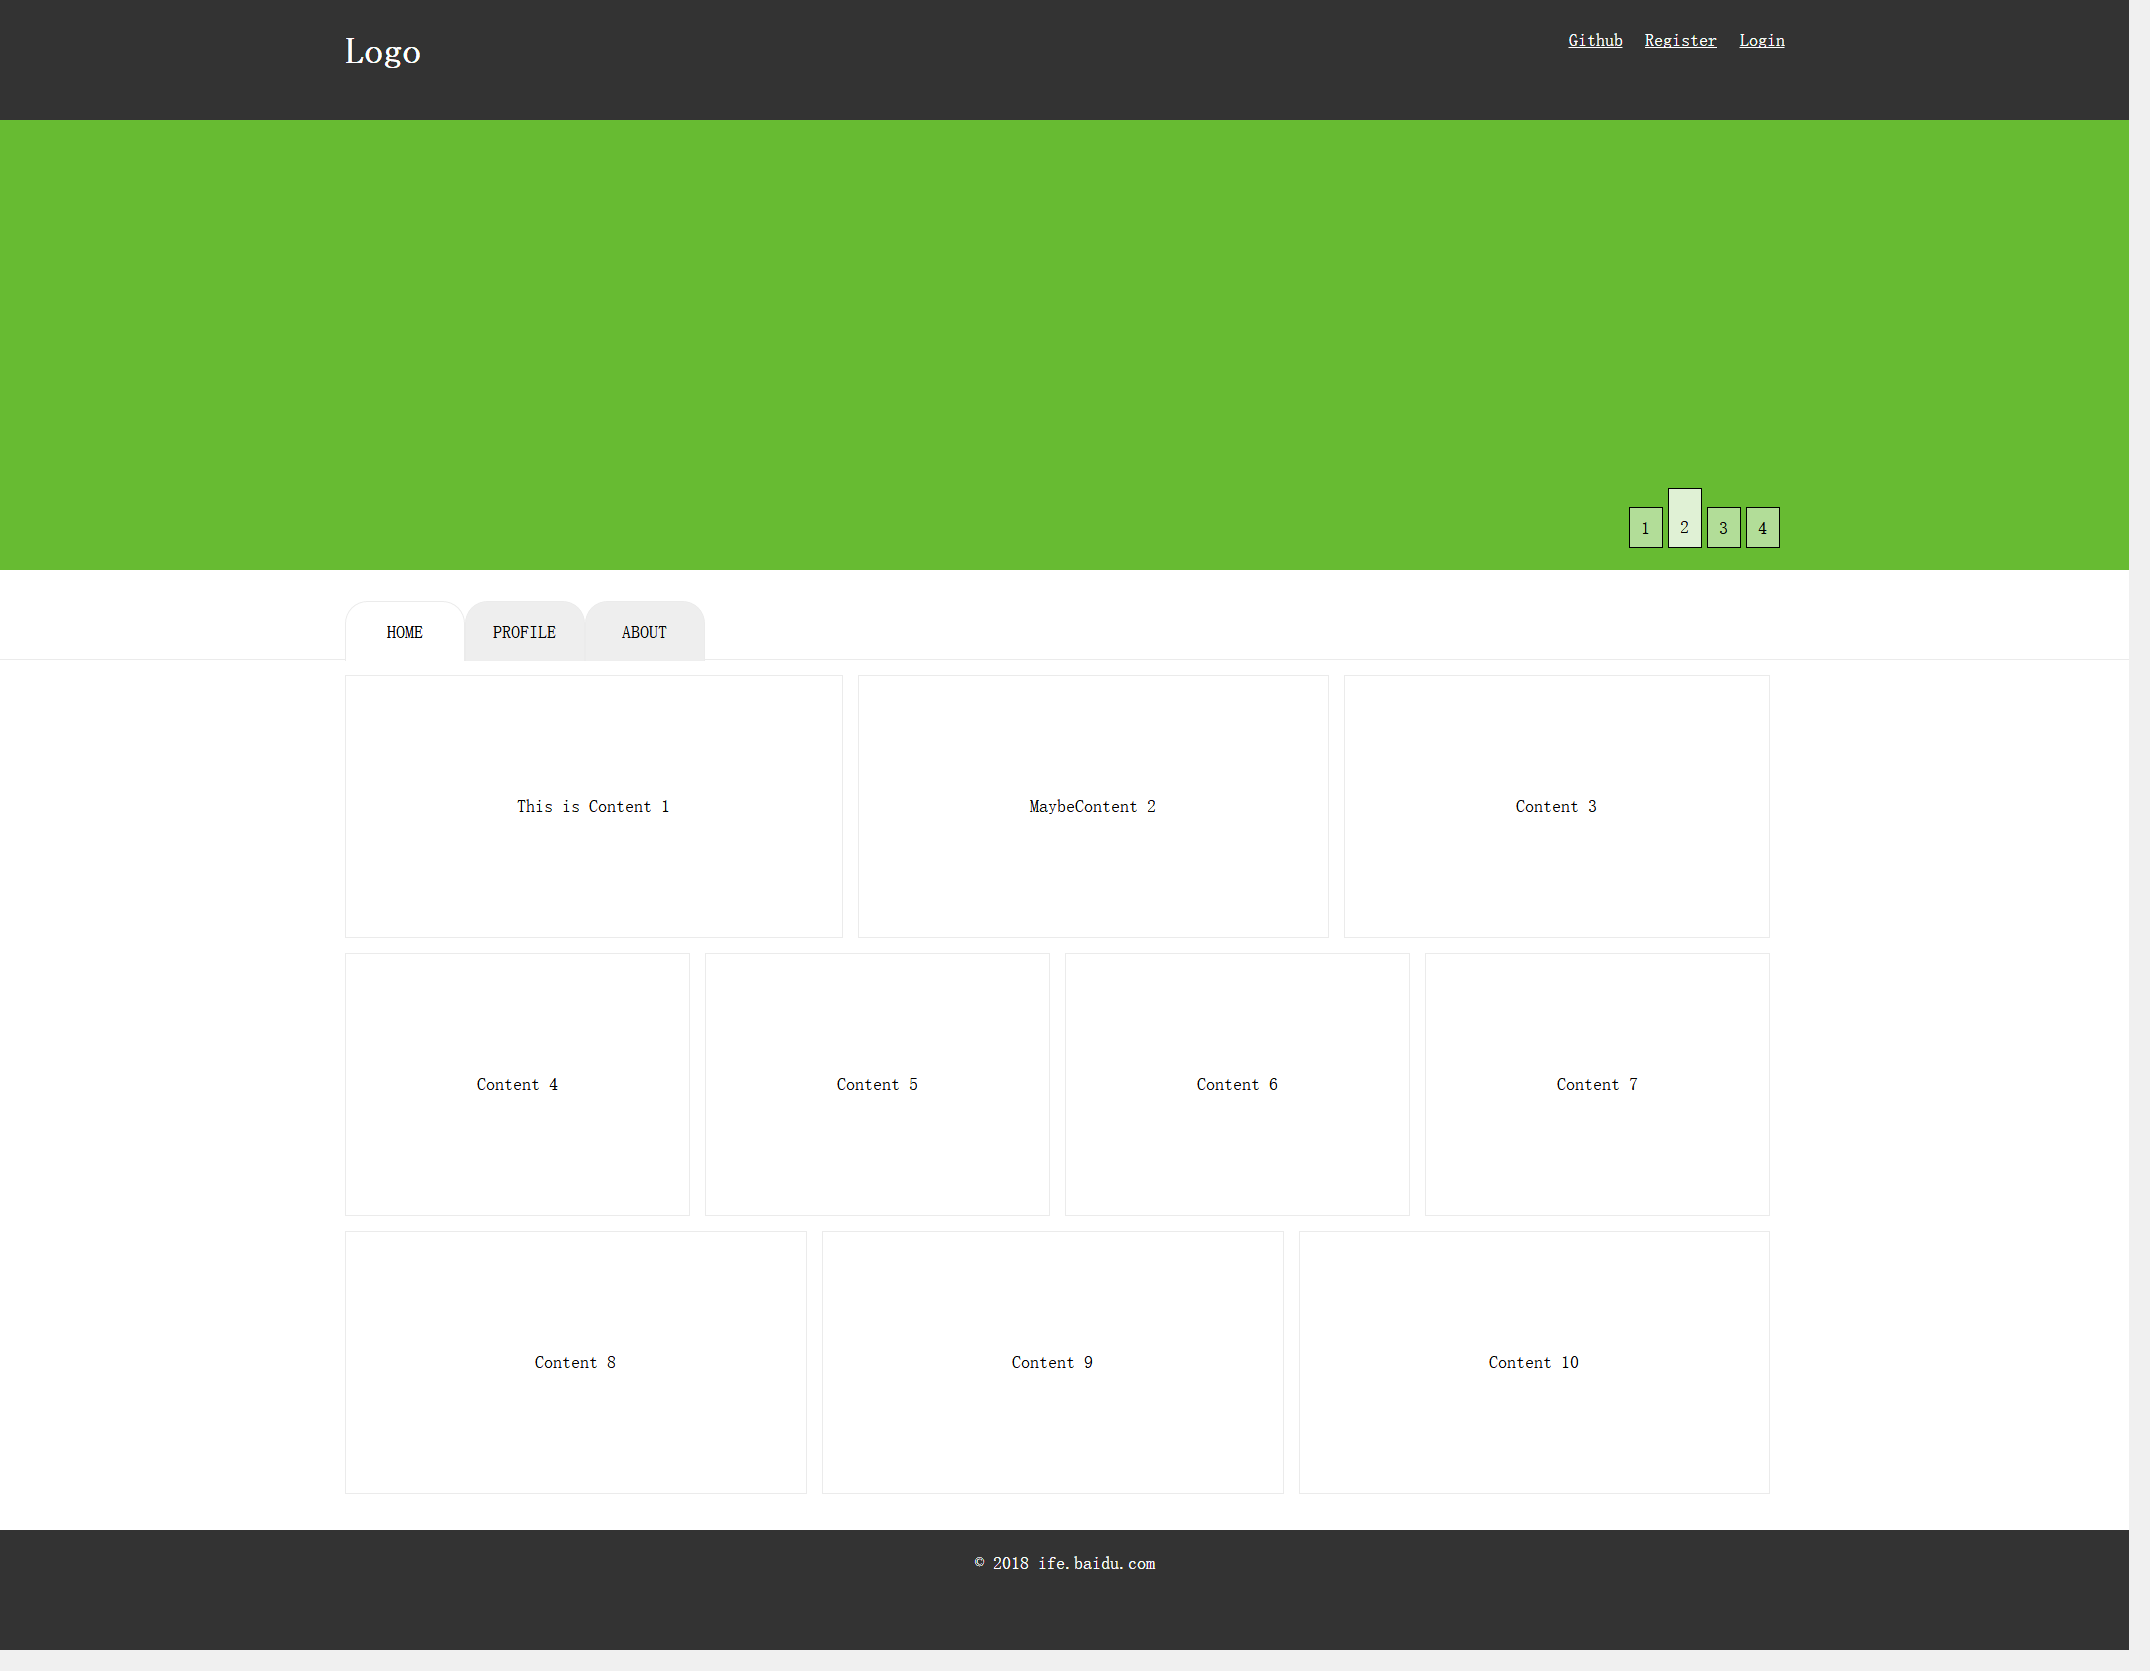 Logo
Github Register Login
1 2 3 4
HOME PROFILE ABOUT
This is Content 1
MaybeContent 2
Content 3
Content 4
Content 5
Content 6
Content 7
Content 8
Content 9
Content 10
© 2018 ife.baidu.com